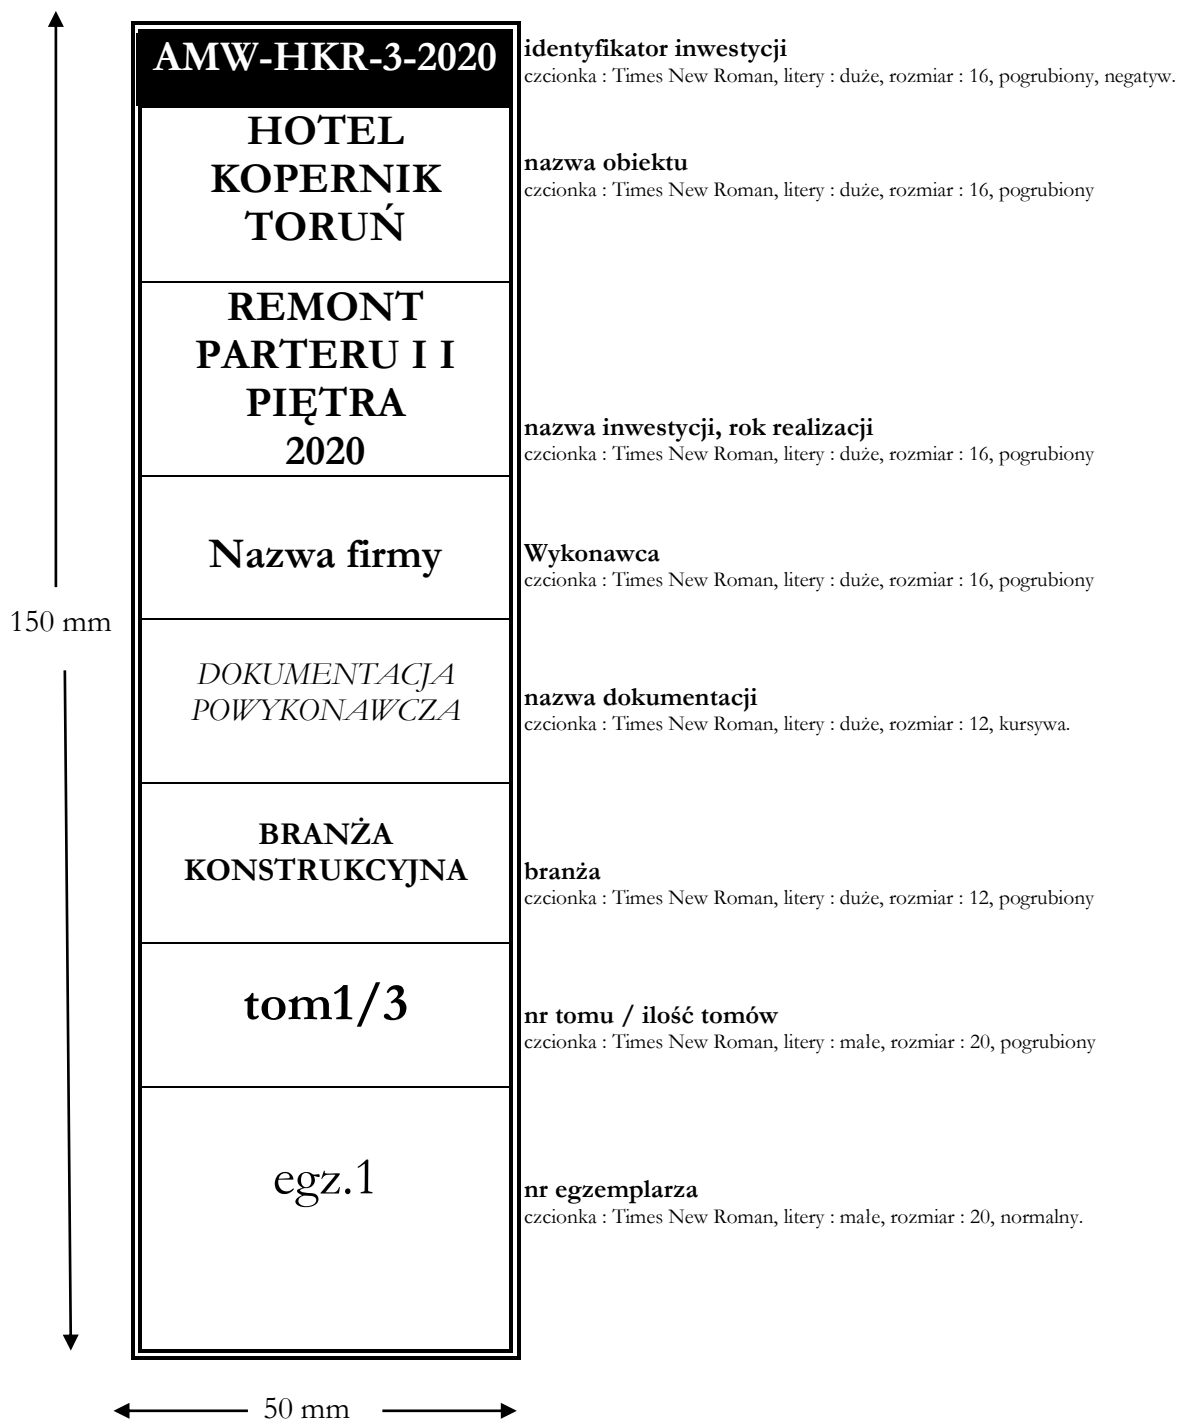 AMW-HKR-3-2020
identyfikator inwestycji
czcionka : Times New Roman, litery : duże, rozmiar : 16, pogrubiony, negatyw.
HOTEL
KOPERNIK
TORUŃ
nazwa obiektu
czcionka : Times New Roman, litery : duże, rozmiar : 16, pogrubiony
REMONT
PARTERU I I
PIĘTRA
2020
nazwa inwestycji, rok realizacji
czcionka : Times New Roman, litery : duże, rozmiar : 16, pogrubiony
Nazwa firmy
Wykonawca
czcionka : Times New Roman, litery : duże, rozmiar : 16, pogrubiony
150 mm
DOKUMENTACJA
POWYKONAWCZA
nazwa dokumentacji
czcionka : Times New Roman, litery : duże, rozmiar : 12, kursywa.
BRANŻA
KONSTRUKCYJNA
branża
czcionka : Times New Roman, litery : duże, rozmiar : 12, pogrubiony
tom1/3
nr tomu / ilość tomów
czcionka : Times New Roman, litery : małe, rozmiar : 20, pogrubiony
egz.1
nr egzemplarza
czcionka : Times New Roman, litery : małe, rozmiar : 20, normalny.
50 mm